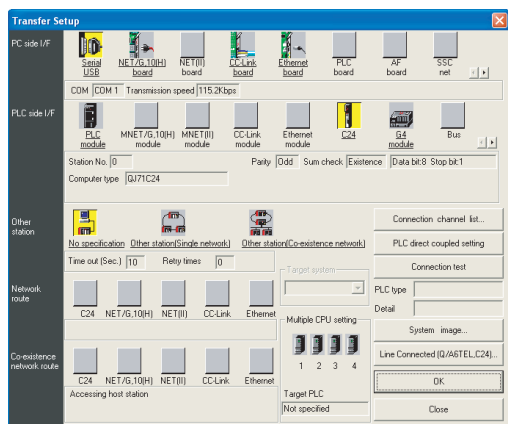 Transfer Setup
PC side I/F
Serial USB
NET/G,10(H) board
NET(II) board
CC-Link board
Ethernet board
PLC board
AF board
SSC net
COM COM 1 Transmission speed 115.2Kbps
PLC side I/F
PLC module
MNET/G,10(H) module
MNET(II) module
CC-Link module
Ethernet module
C24
G4 module
Bus
Station No. 0 Parity Odd Sum check Existence Data bit:8 Stop bit:1
Computer type QJ71C24
Other station
No specification
Other station(Single network)
Other station(Co-existence network)
Time out (Sec.) 10 Retry times 0
Target system
Connection channel list...
PLC direct coupled setting
Connection test
PLC type
Detail
System image...
Line Connected (Q/A6TEL,C24)...
OK
Close
Network route
C24 NET/G,10(H) NET(II) CC-Link Ethernet
Multiple CPU setting
1 2 3 4
Target PLC
Not specified
Co-existence network route
C24 NET/G,10(H) NET(II) CC-Link Ethernet
Accessing host station